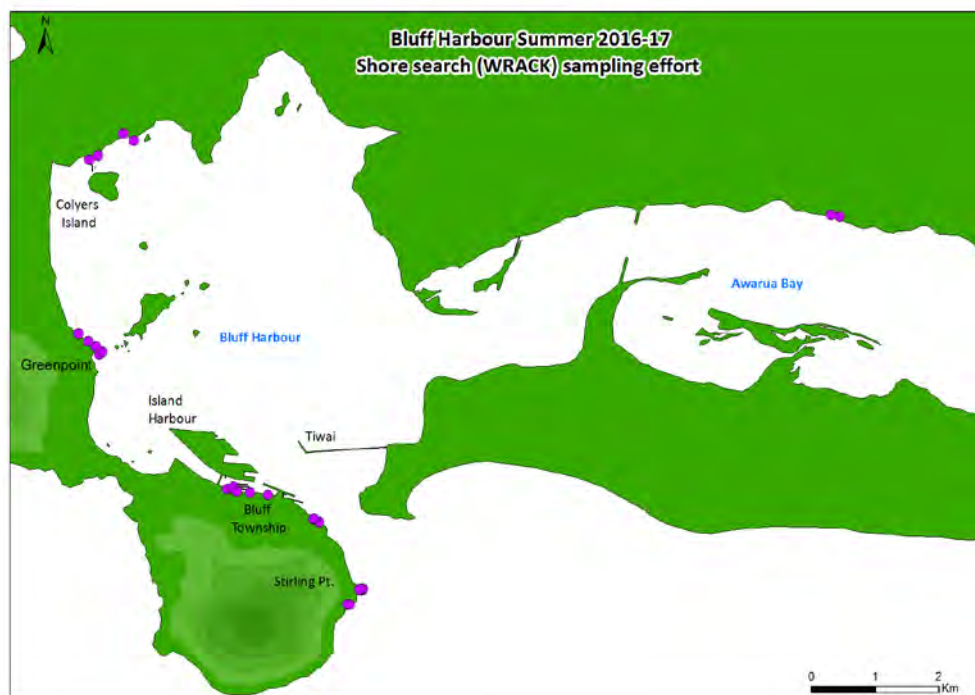 N
Bluff Harbour Summer 2016-17
Shore search (WRACK) sampling effort
Colyers
Island
Awarua Bay
Bluff Harbour
Greenpoint
Island
Harbour
Tiwai
Bluff
Township
Stirling Pt.
0 1 2
Km